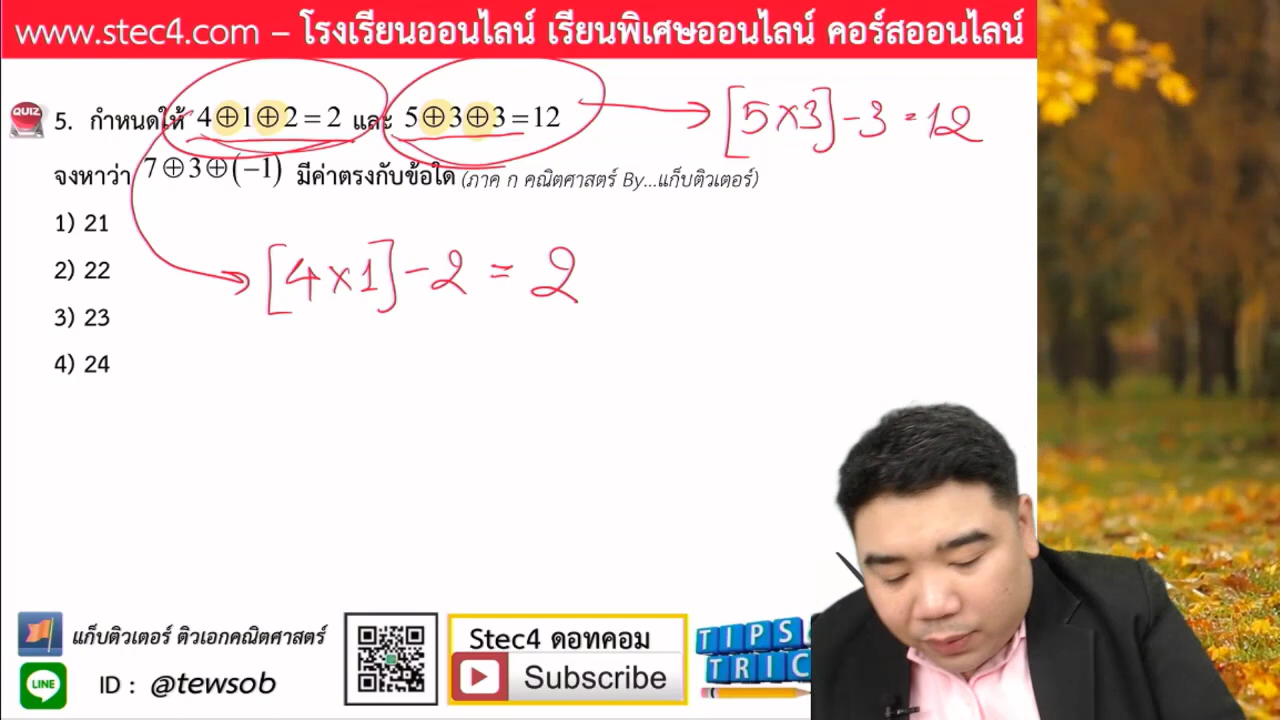 www.stec4.com – โรงเรียนออนไลน์ เรียนพิเศษออนไลน์ คอร์สออนไลน์
QUIZ
5. กำหนดให้ 4⊕1⊕2=2 และ 5⊕3⊕3=12
[5×3]-3=12
จงหาว่า 7⊕3⊕(−1) มีค่าตรงกับข้อใด (ภาค ก คณิตศาสตร์ By...แก็บติวเตอร์)
1) 21
[4×1]-2=2
2) 22
3) 23
4) 24
แก็บติวเตอร์ ติวเอกคณิตศาสตร์
LINE
ID : @tewsob
Stec4 ดอทคอม
Subscribe
TIPS
TRIC